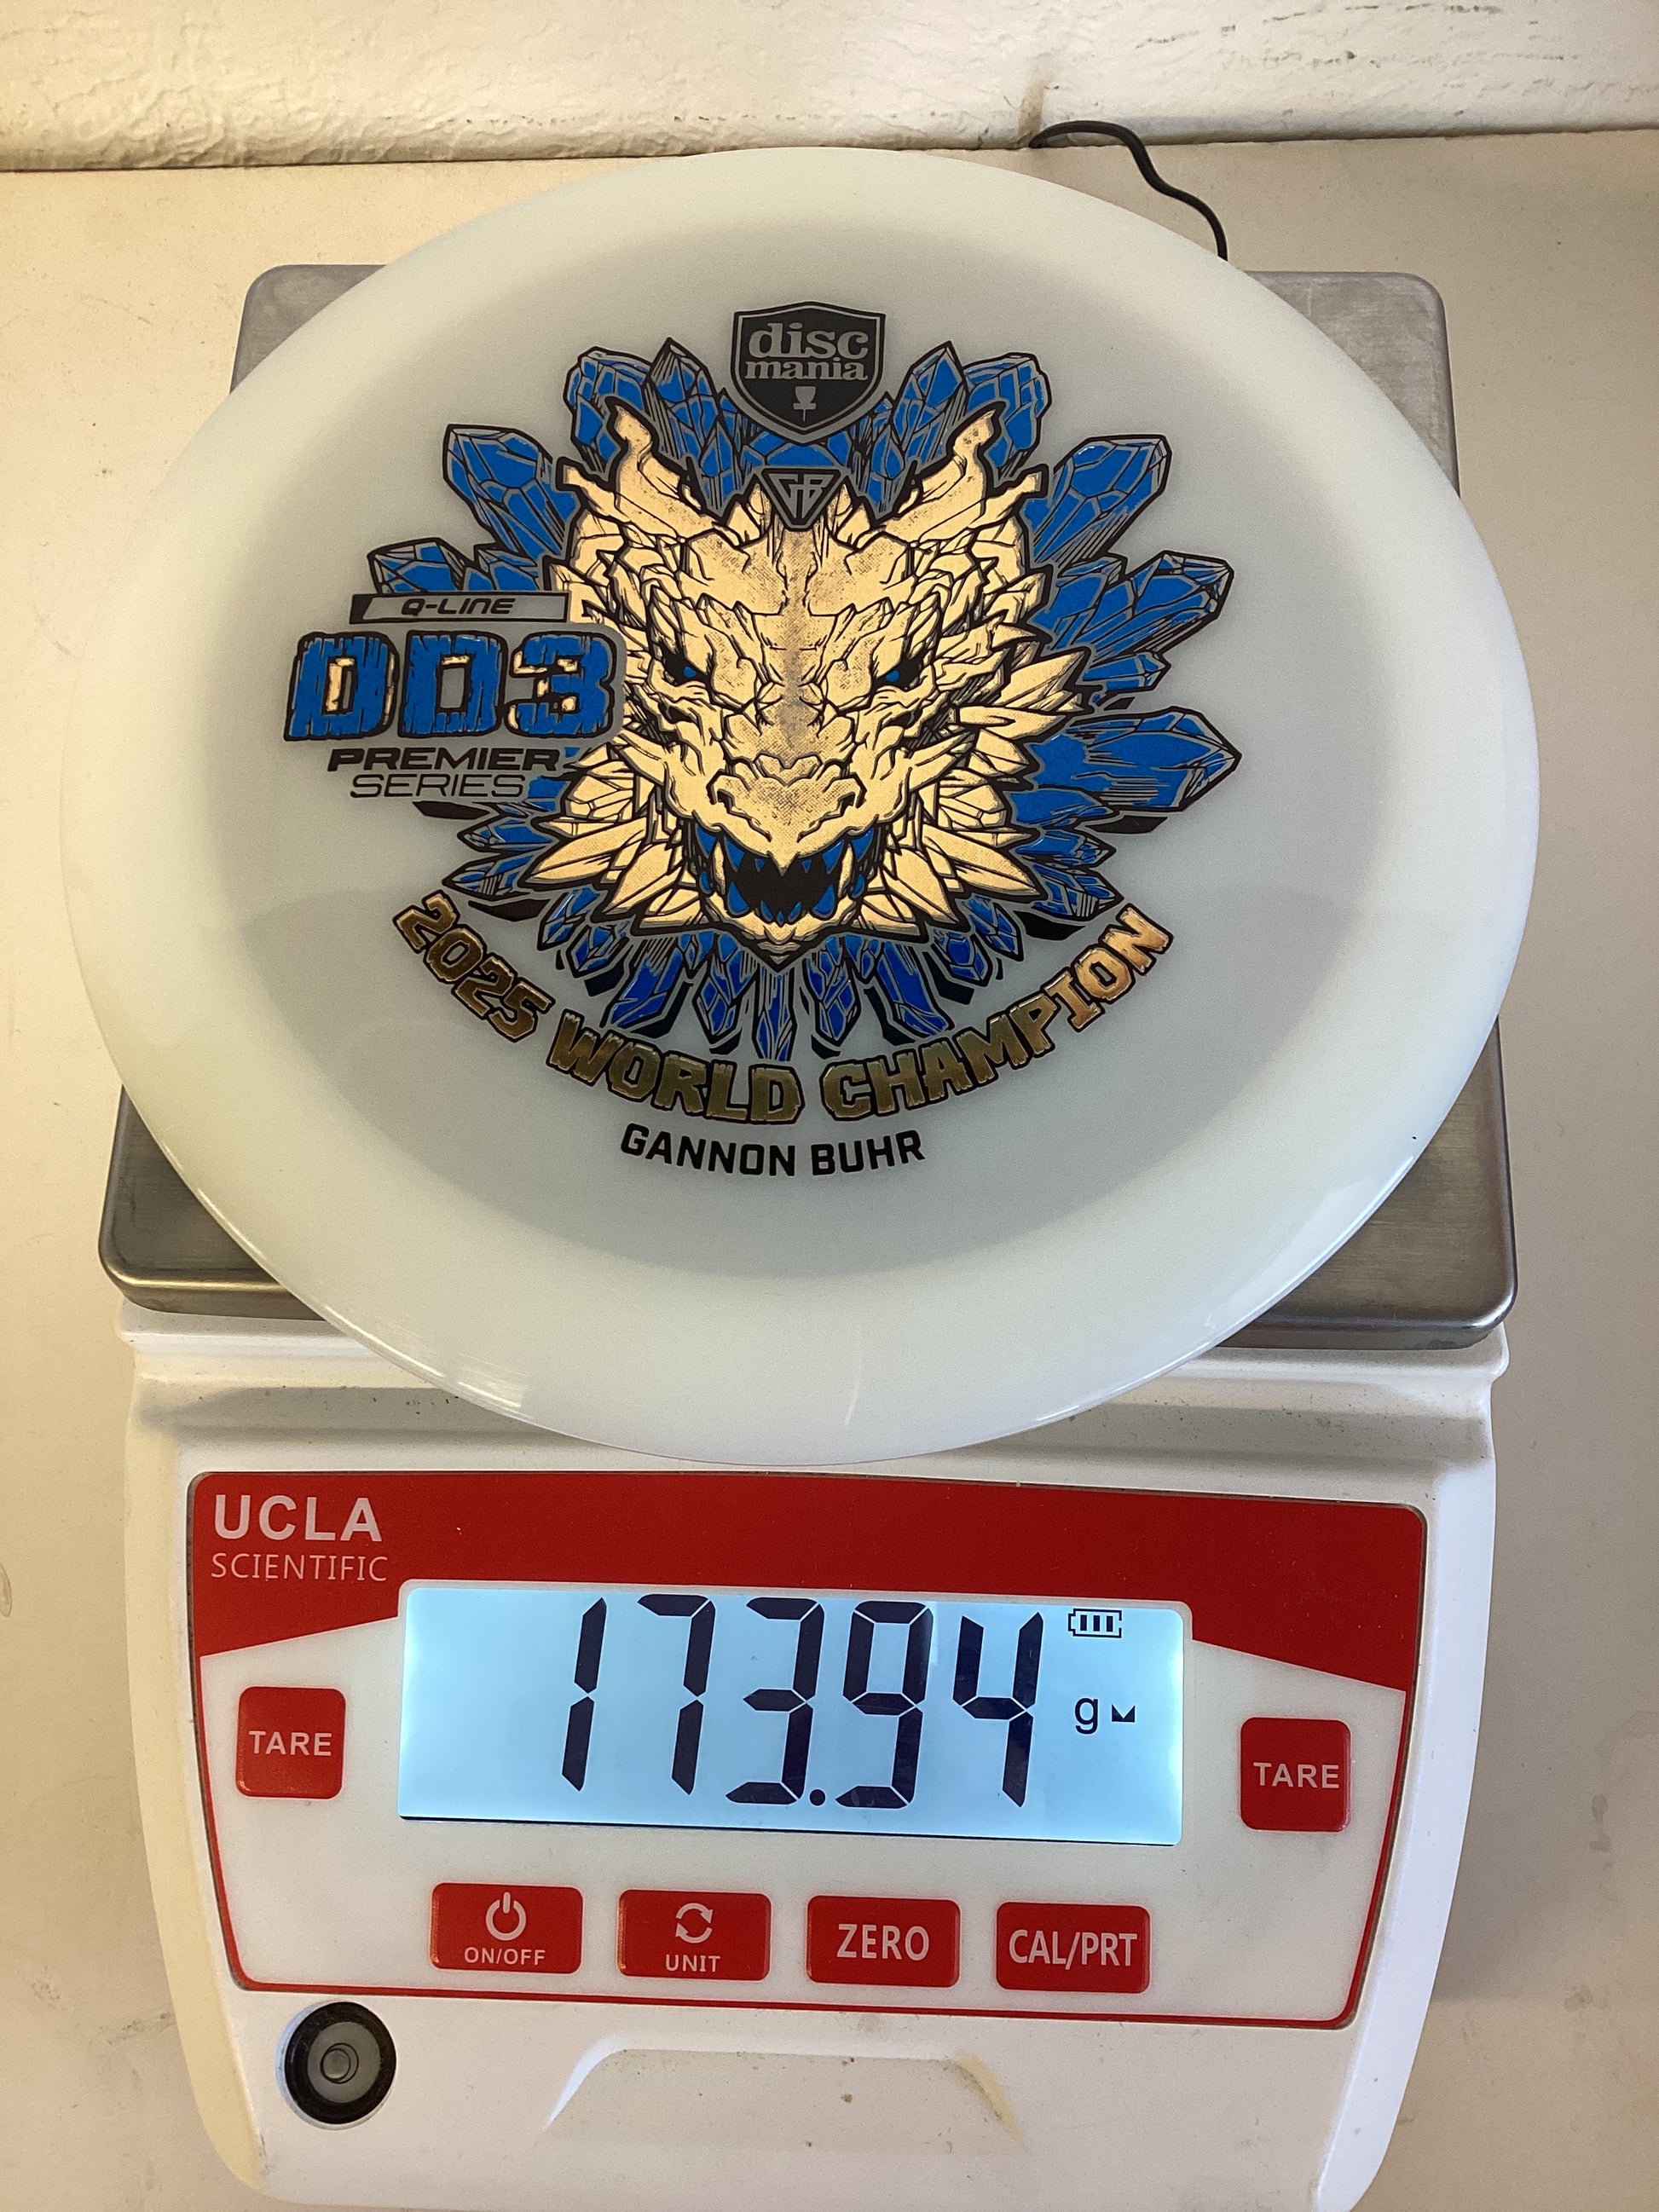 disc
mania
GB
Q-LINE
DD3
PREMIER
SERIES
2025 WORLD CHAMPION
GANNON BUHR
UCLA
SCIENTIFIC
173.94 g
TARE
TARE
ON/OFF
UNIT
ZERO
CAL/PRT